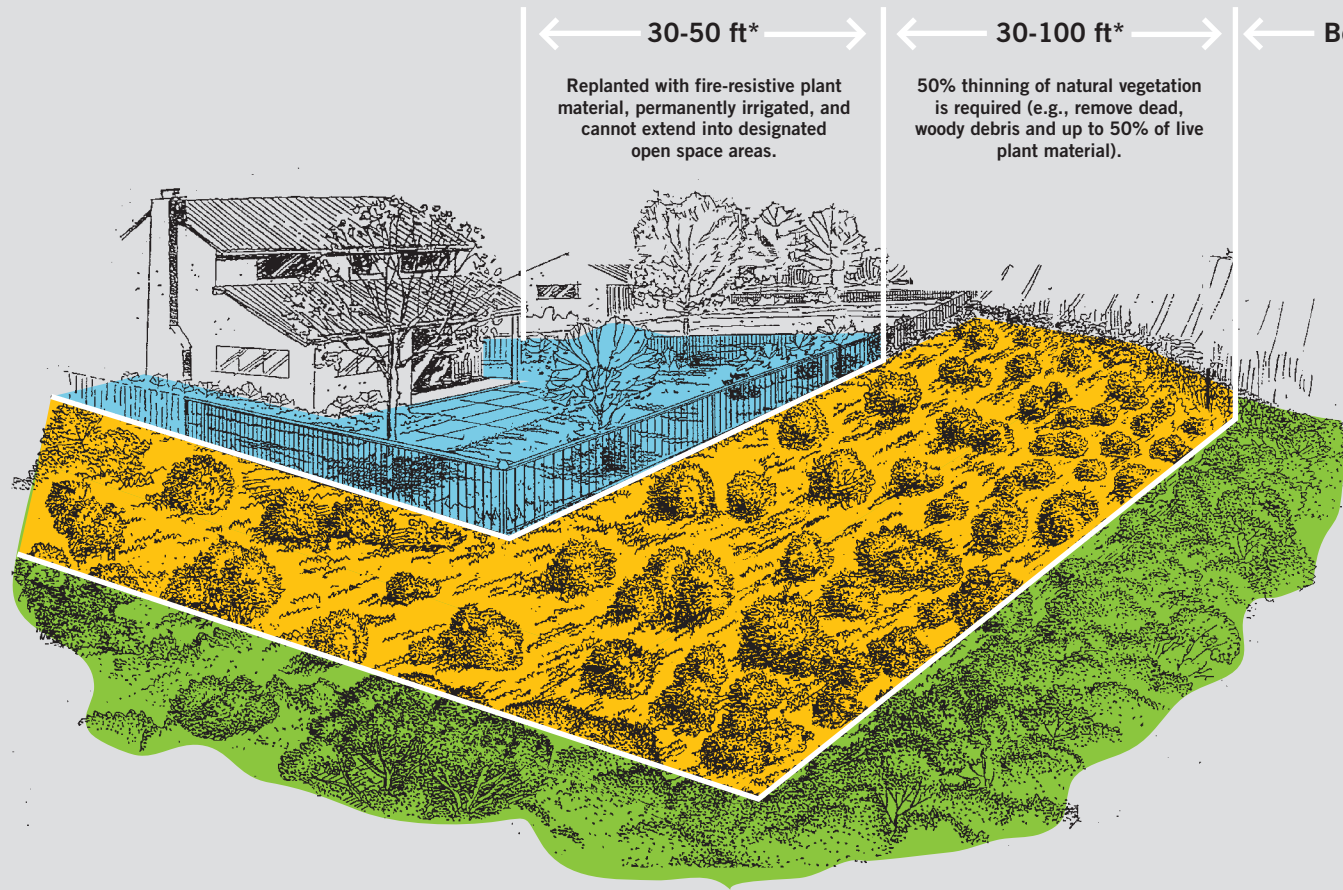 30-50 ft*
Replanted with fire-resistive plant
material, permanently irrigated, and
cannot extend into designated
open space areas.
30-100 ft*
50% thinning of natural vegetation
is required (e.g., remove dead,
woody debris and up to 50% of live
plant material).